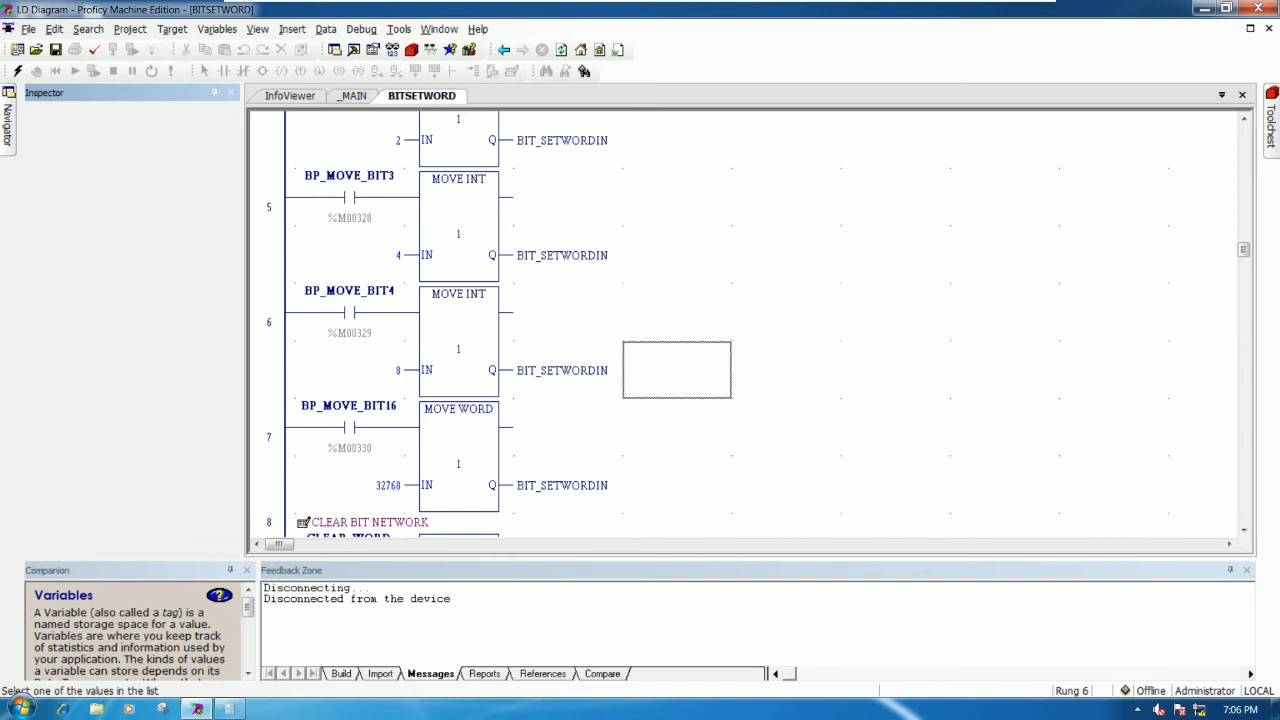 LD Diagram - Proficy Machine Edition - [BITSETWORD]
File Edit Search Project Target Variables View Insert Data Debug Tools Window Help
Inspector
InfoViewer _MAIN BITSETWORD
Navigator
Toolchest
1
2 IN Q BIT_SETWORDIN
BP_MOVE_BIT3 MOVE INT
5
%M00328
1
4 IN Q BIT_SETWORDIN
BP_MOVE_BIT4 MOVE INT
6
%M00329
1
8 IN Q BIT_SETWORDIN
BP_MOVE_BIT16 MOVE WORD
7
%M00330
1
32768 IN Q BIT_SETWORDIN
8 CLEAR BIT NETWORK
CLEAR_WORD
Companion
Variables
A Variable (also called a tag) is a
named storage space for a value.
Variables are where you keep track
of statistics and information used by
your application. The kinds of values
a variable can store depends on its
Feedback Zone
Disconnecting...
Disconnected from the device
Build Import Messages Reports References Compare
Select one of the values in the list
Rung 6 Offline Administrator LOCAL
7:06 PM